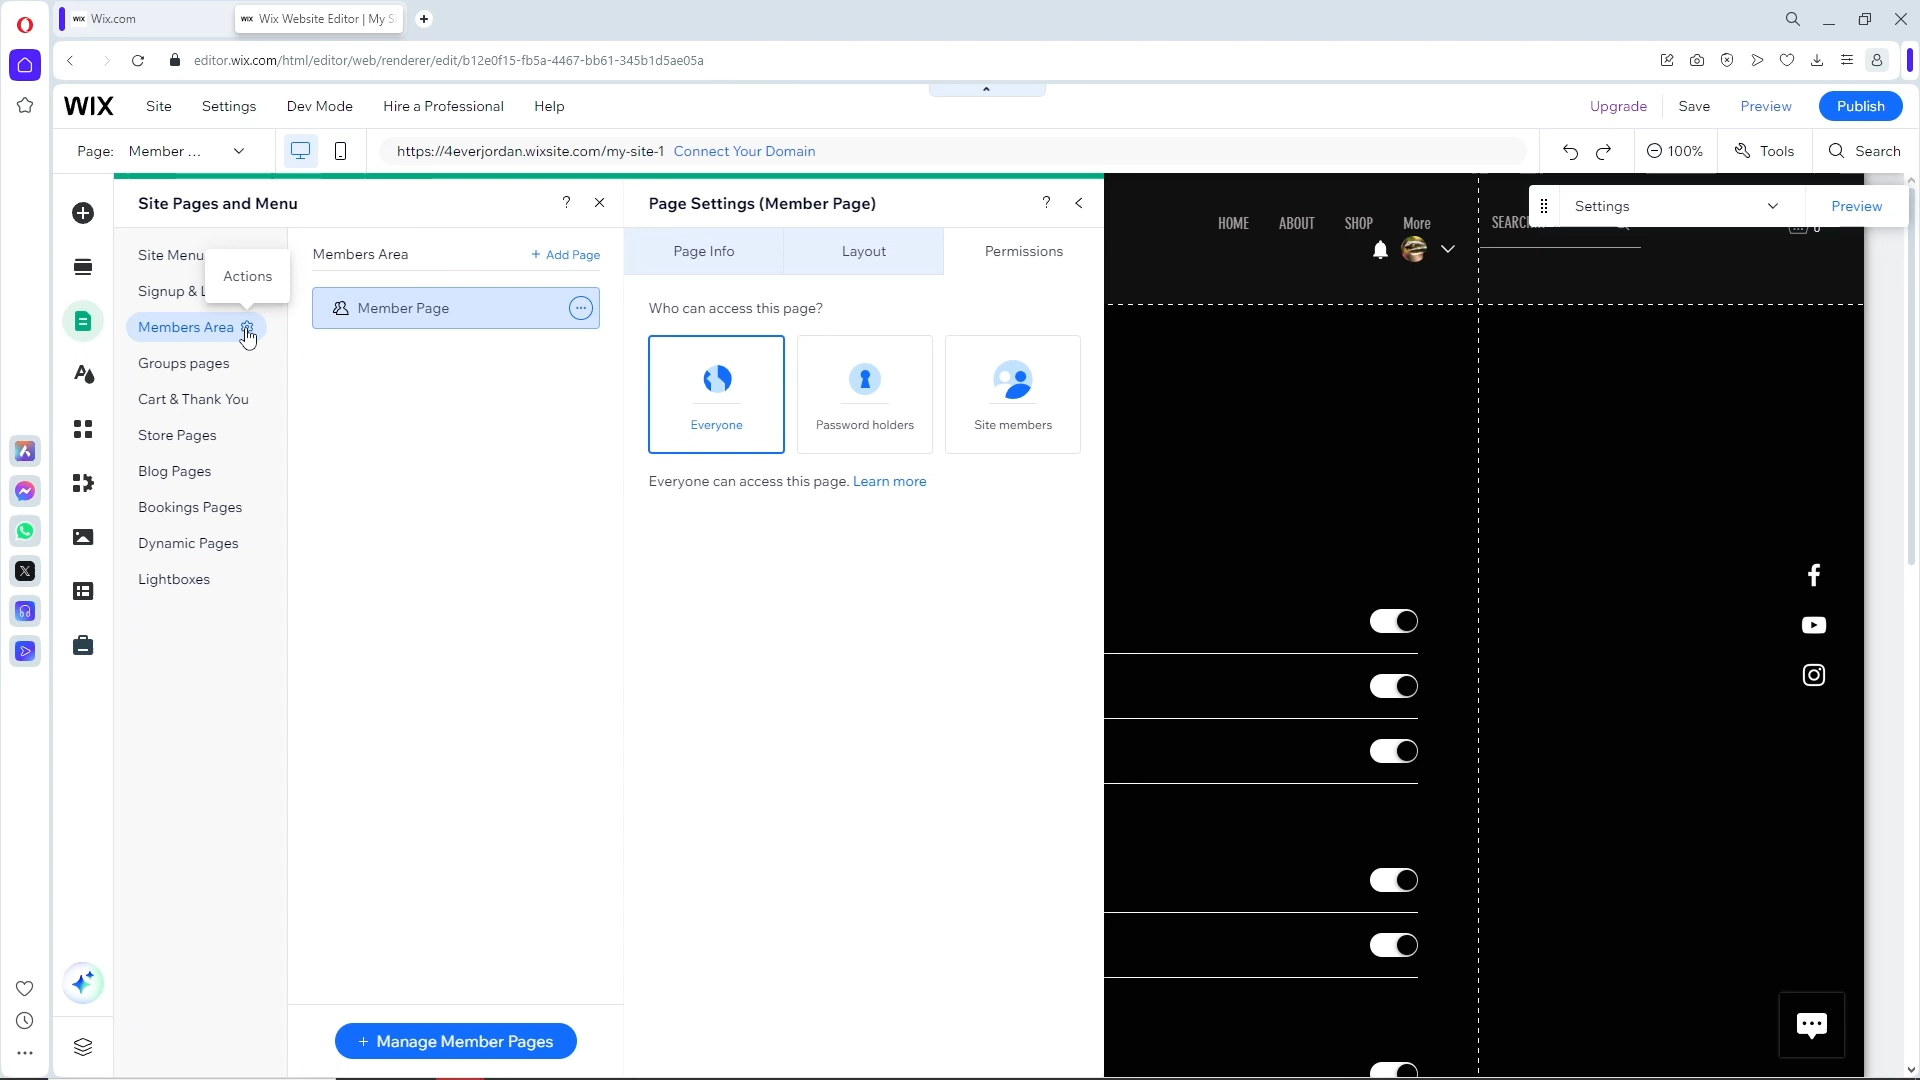 Wix.com
Wix Website Editor | My Si
editor.wix.com/html/editor/web/renderer/edit/b12e0f15-fb5a-4467-bb61-345b1d5ae05a
WIX Site Settings Dev Mode Hire a Professional Help Upgrade Save Preview Publish
Page: Member ... https://4everjordan.wixsite.com/my-site-1 Connect Your Domain 100% Tools Search
Site Pages and Menu ?
Page Settings (Member Page) ?
Settings Preview
HOME ABOUT SHOP More
0
Site Menu
Actions
Signup & L
Members Area
Groups pages
Cart & Thank You
Store Pages
Blog Pages
Bookings Pages
Dynamic Pages
Lightboxes
Members Area + Add Page
Member Page
+ Manage Member Pages
Page Info Layout Permissions
Who can access this page?
Everyone Password holders Site members
Everyone can access this page. Learn more